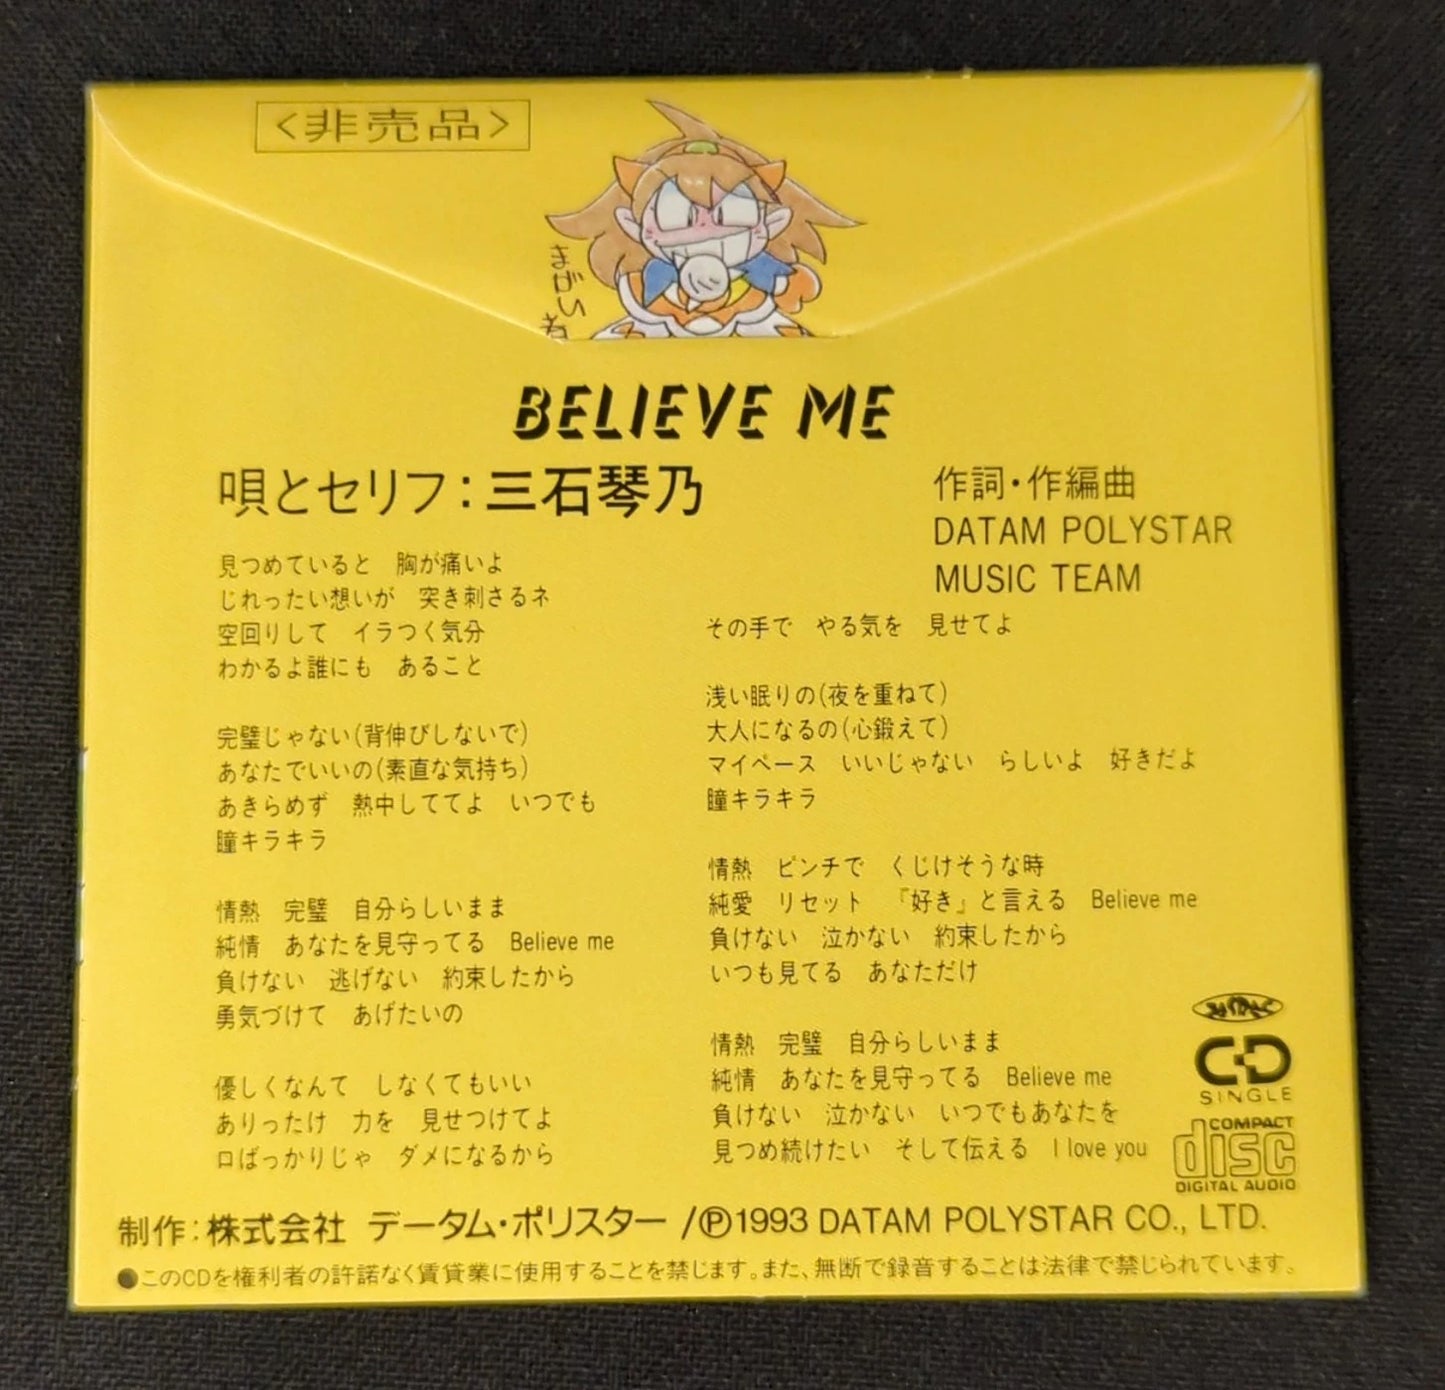 <非売品>
まがい
BELIEVE ME
唄とセリフ:三石琴乃
作詞・作編曲
DATAM POLYSTAR
MUSIC TEAM
見つめていると　胸が痛いよ
じれったい想いが　突き刺さるネ
空回りして　イラつく気分
わかるよ誰にも　あること
完璧じゃない(背伸びしないで)
あなたでいいの(素直な気持ち)
あきらめず　熱中しててよ　いつでも
瞳キラキラ
情熱　完璧　自分らしいまま
純情　あなたを見守ってる　Believe me
負けない　逃げない　約束したから
勇気づけて　あげたいの
優しくなんて　しなくてもいい
ありったけ　力を　見せつけてよ
口ばっかりじゃ　ダメになるから
その手で　やる気を　見せてよ
浅い眠りの(夜を重ねて)
大人になるの(心鍛えて)
マイペース　いいじゃない　らしいよ　好きだよ
瞳キラキラ
情熱　ピンチで　くじけそうな時
純愛　リセット　『好き』と言える　Believe me
負けない　泣かない　約束したから
いつも見てる　あなただけ
情熱　完璧　自分らしいまま
純情　あなたを見守ってる　Believe me
負けない　泣かない　いつでもあなたを
見つめ続けたい　そして伝える　I love you
CD
SINGLE
COMPACT
disc
DIGITAL AUDIO
制作:株式会社 データム・ポリスター /Ⓟ1993 DATAM POLYSTAR CO., LTD.
●このCDを権利者の許諾なく賃貸業に使用することを禁じます。また、無断で録音することは法律で禁じられています。